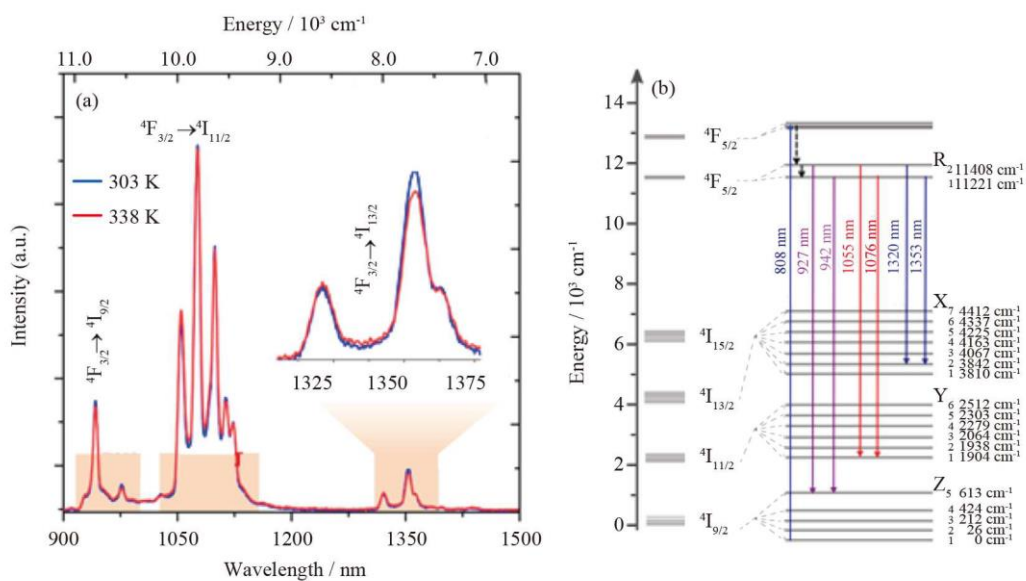 Energy / 10³ cm⁻¹
11.0 10.0 9.0 8.0 7.0
(a)
⁴F₃/₂ → ⁴I₁₁/₂
303 K
338 K
⁴F₃/₂ → ⁴I₉/₂
⁴F₃/₂ → ⁴I₁₃/₂
1325 1350 1375
Intensity (a.u.)
900 1050 1200 1350 1500
Wavelength / nm
(b)
Energy / 10³ cm⁻¹
14
12
10
8
6
4
2
0
⁴F₅/₂
⁴F₅/₂
⁴I₁₅/₂
⁴I₁₃/₂
⁴I₁₁/₂
⁴I₉/₂
808 nm
927 nm
942 nm
1055 nm
1076 nm
1320 nm
1353 nm
R
2 11408 cm⁻¹
1 11221 cm⁻¹
X
7 4412 cm⁻¹
6 4337 cm⁻¹
5 4225 cm⁻¹
4 4163 cm⁻¹
3 4067 cm⁻¹
2 3842 cm⁻¹
1 3810 cm⁻¹
Y
6 2512 cm⁻¹
5 2303 cm⁻¹
4 2279 cm⁻¹
3 2064 cm⁻¹
2 1938 cm⁻¹
1 1904 cm⁻¹
Z
5 613 cm⁻¹
4 424 cm⁻¹
3 212 cm⁻¹
2 26 cm⁻¹
1 0 cm⁻¹